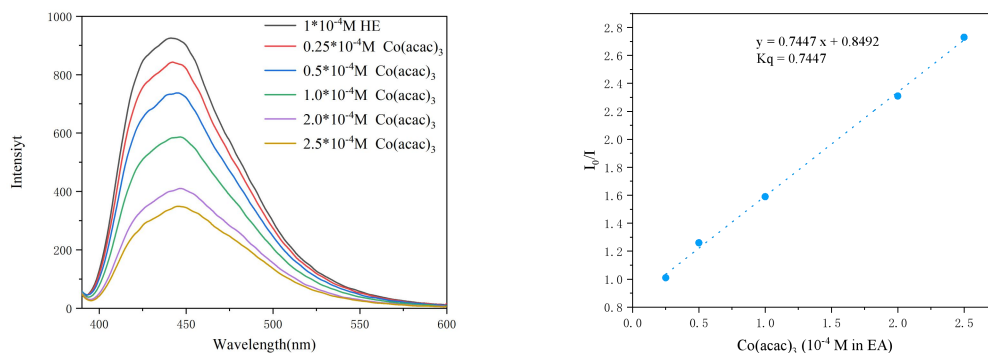 1000
800
600
400
200
0
400
450
500
550
600
Intensiyt
Wavelength(nm)
1*10⁻⁴M HE
0.25*10⁻⁴M Co(acac)₃
0.5*10⁻⁴M Co(acac)₃
1.0*10⁻⁴M Co(acac)₃
2.0*10⁻⁴M Co(acac)₃
2.5*10⁻⁴M Co(acac)₃
2.8
2.6
2.4
2.2
2.0
1.8
1.6
1.4
1.2
1.0
0.8
0.0
0.5
1.0
1.5
2.0
2.5
I₀/I
Co(acac)₃ (10⁻⁴ M in EA)
y = 0.7447 x + 0.8492
Kq = 0.7447